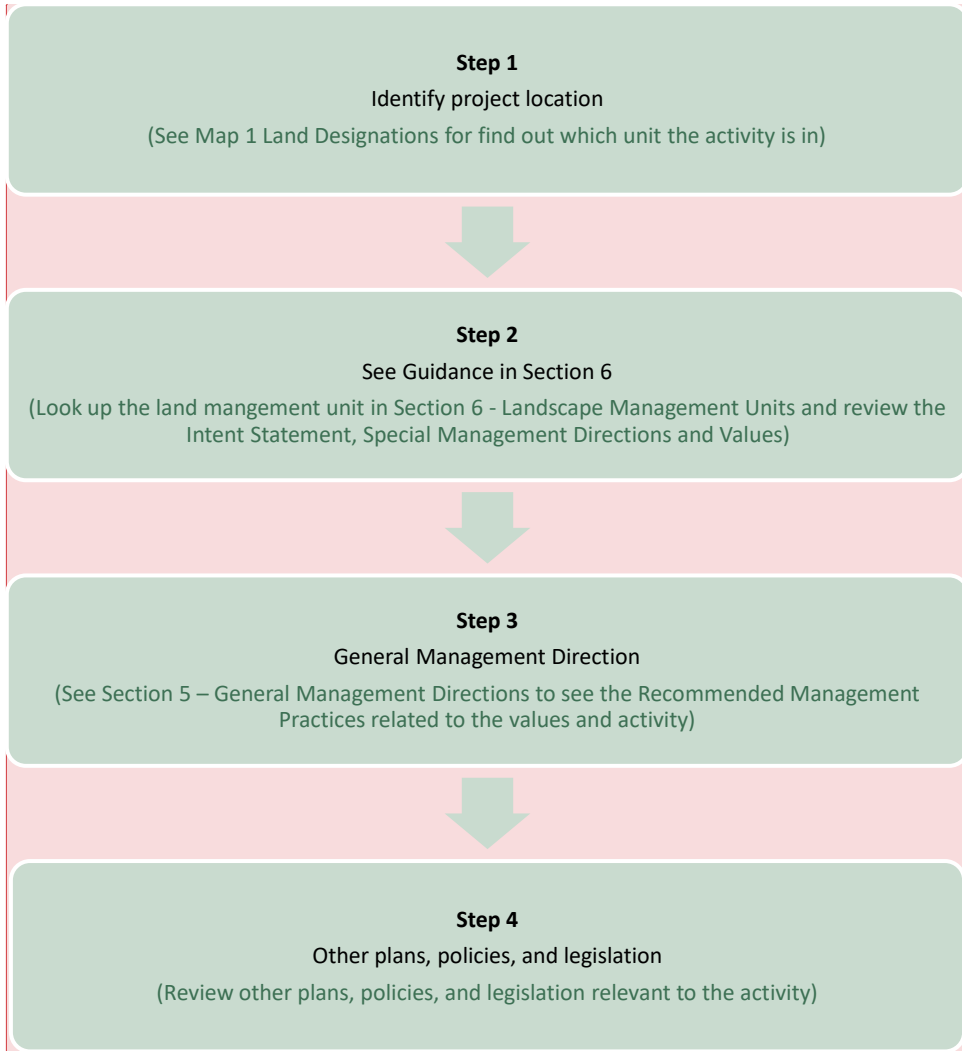 Step 1
Identify project location
(See Map 1 Land Designations for find out which unit the activity is in)
Step 2
See Guidance in Section 6
(Look up the land mangement unit in Section 6 - Landscape Management Units and review the
Intent Statement, Special Management Directions and Values)
Step 3
General Management Direction
(See Section 5 – General Management Directions to see the Recommended Management
Practices related to the values and activity)
Step 4
Other plans, policies, and legislation
(Review other plans, policies, and legislation relevant to the activity)